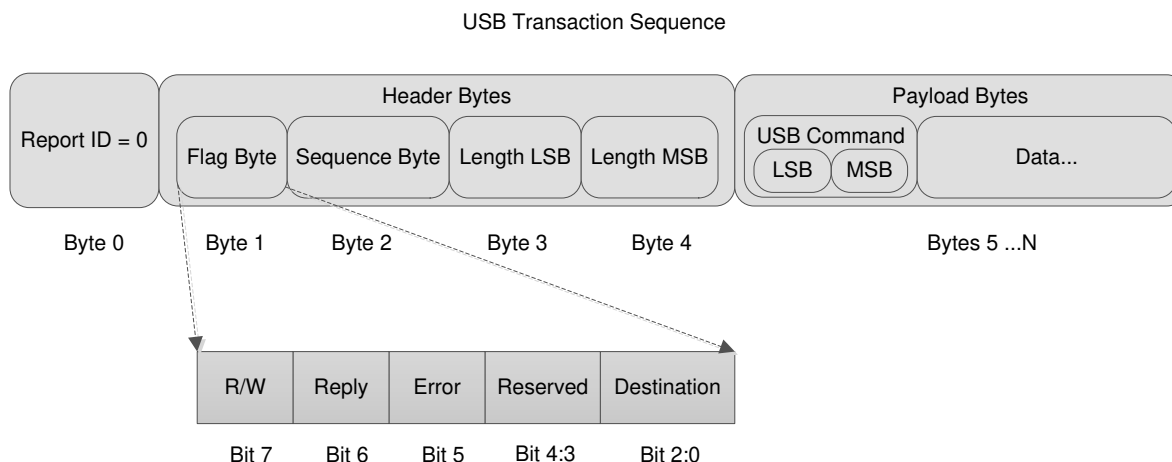 USB Transaction Sequence
Header Bytes
Payload Bytes
Report ID = 0
Flag Byte
Sequence Byte
Length LSB
Length MSB
USB Command
LSB
MSB
Data...
Byte 0
Byte 1
Byte 2
Byte 3
Byte 4
Bytes 5 ...N
R/W
Reply
Error
Reserved
Destination
Bit 7
Bit 6
Bit 5
Bit 4:3
Bit 2:0